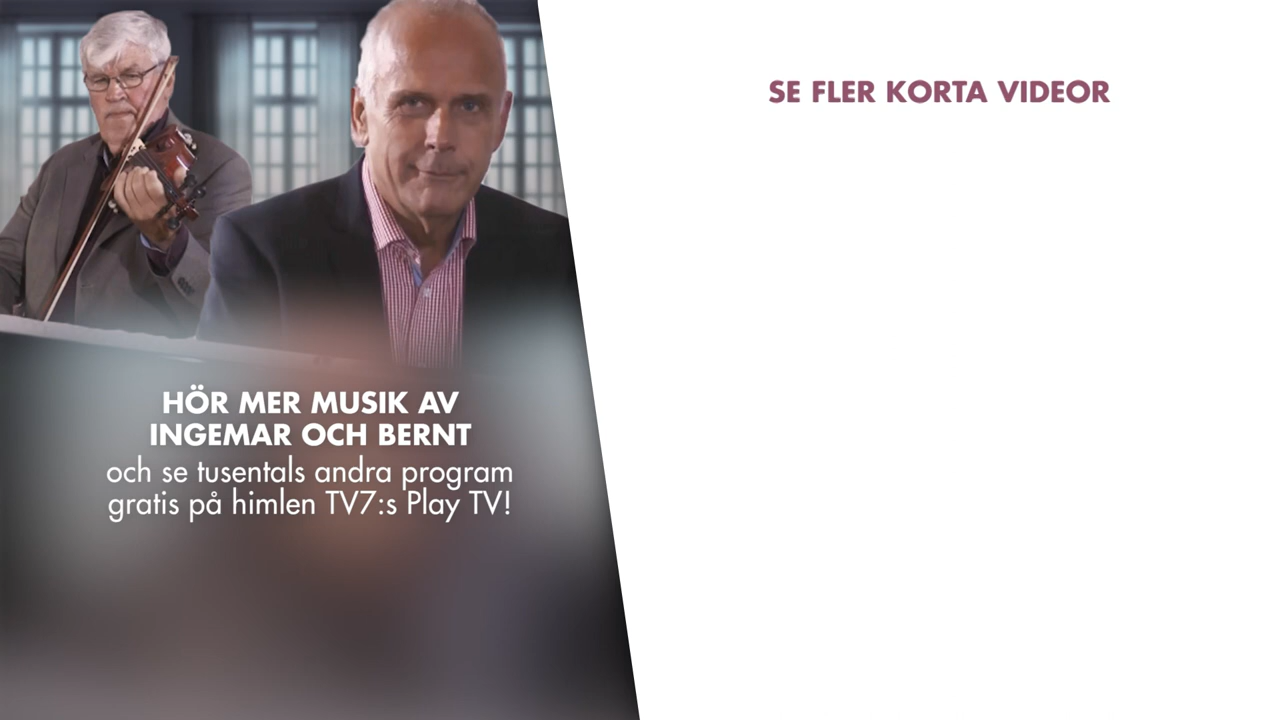 SE FLER KORTA VIDEOR
HÖR MER MUSIK AV
INGEMAR OCH BERNT
och se tusentals andra program
gratis på himlen TV7:s Play TV!